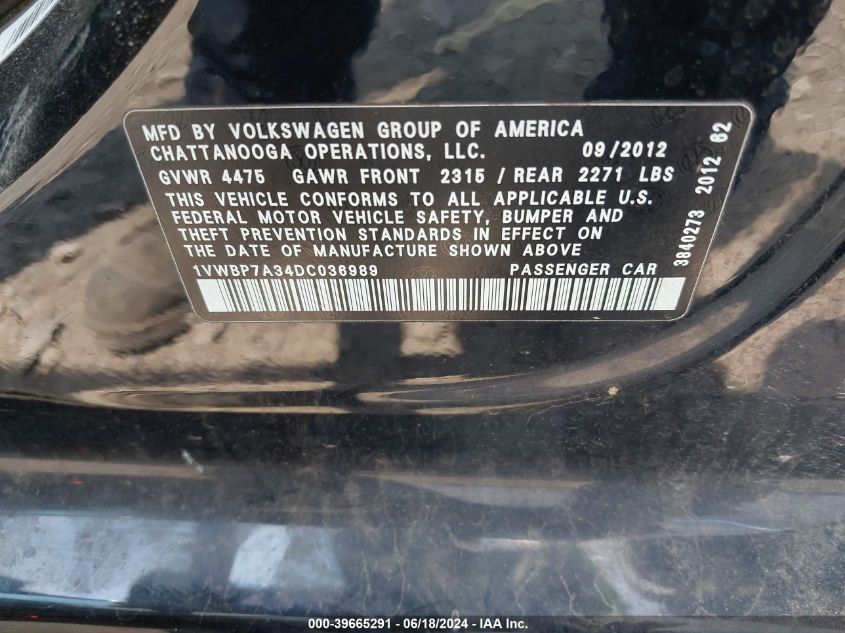 MFD BY VOLKSWAGEN GROUP OF AMERICA
CHATTANOOGA OPERATIONS, LLC. 09/2012
GVWR 4475 GAWR FRONT 2315 / REAR 2271 LBS
THIS VEHICLE CONFORMS TO ALL APPLICABLE U.S.
FEDERAL MOTOR VEHICLE SAFETY, BUMPER AND
THEFT PREVENTION STANDARDS IN EFFECT ON
THE DATE OF MANUFACTURE SHOWN ABOVE
1VWBP7A34DC036989 PASSENGER CAR
3840273 2012 62
000-39665291 - 06/18/2024 - IAA Inc.